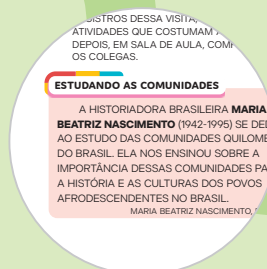 DESSA VISITA,
ATIVIDADES QUE COSTUMAM
DEPOIS, EM SALA DE AULA,
OS COLEGAS.
ESTUDANDO AS COMUNIDADES
A HISTORIADORA BRASILEIRA MARIA
BEATRIZ NASCIMENTO (1942-1995) SE
AO ESTUDO DAS COMUNIDADES
DO BRASIL. ELA NOS ENSINOU SOBRE A
IMPORTÂNCIA DESSAS COMUNIDADES
A HISTÓRIA E AS CULTURAS DOS POVOS
AFRODESCENDENTES NO BRASIL.
MARIA BEATRIZ NASCIMENTO,